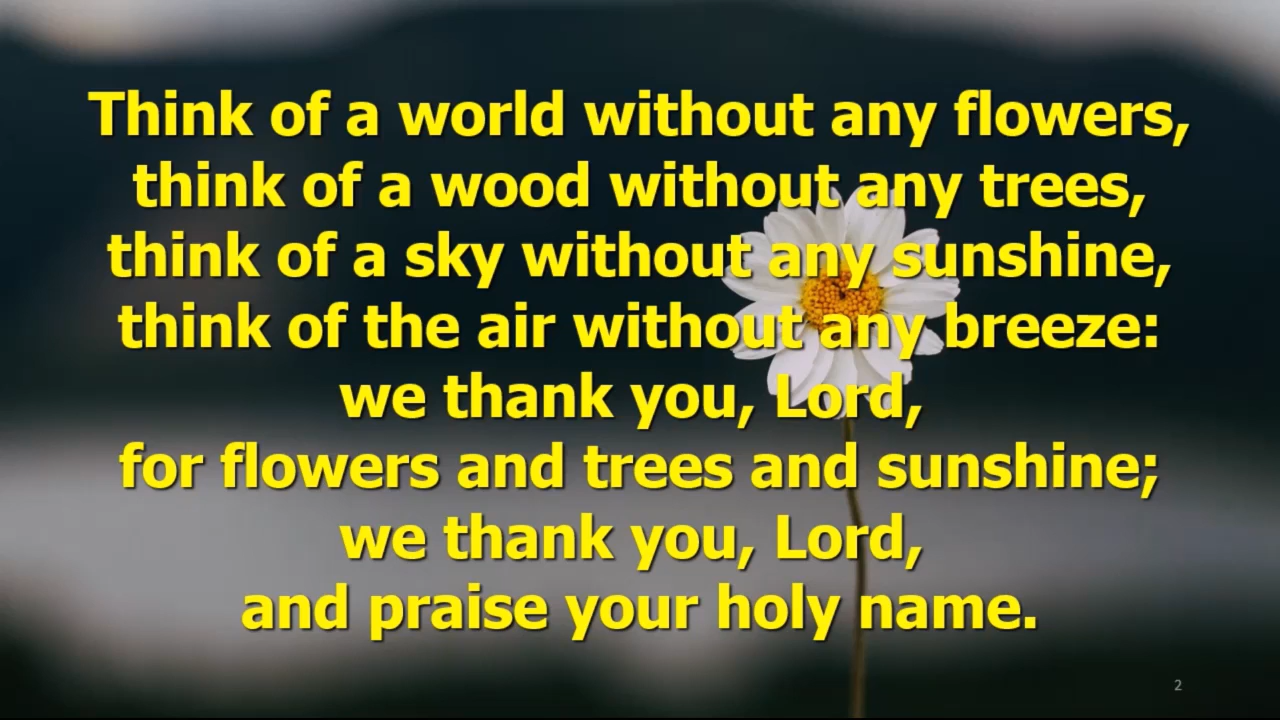 Think of a world without any flowers,
think of a wood without any trees,
think of a sky without any sunshine,
think of the air without any breeze:
we thank you, Lord,
for flowers and trees and sunshine;
we thank you, Lord,
and praise your holy name.
2